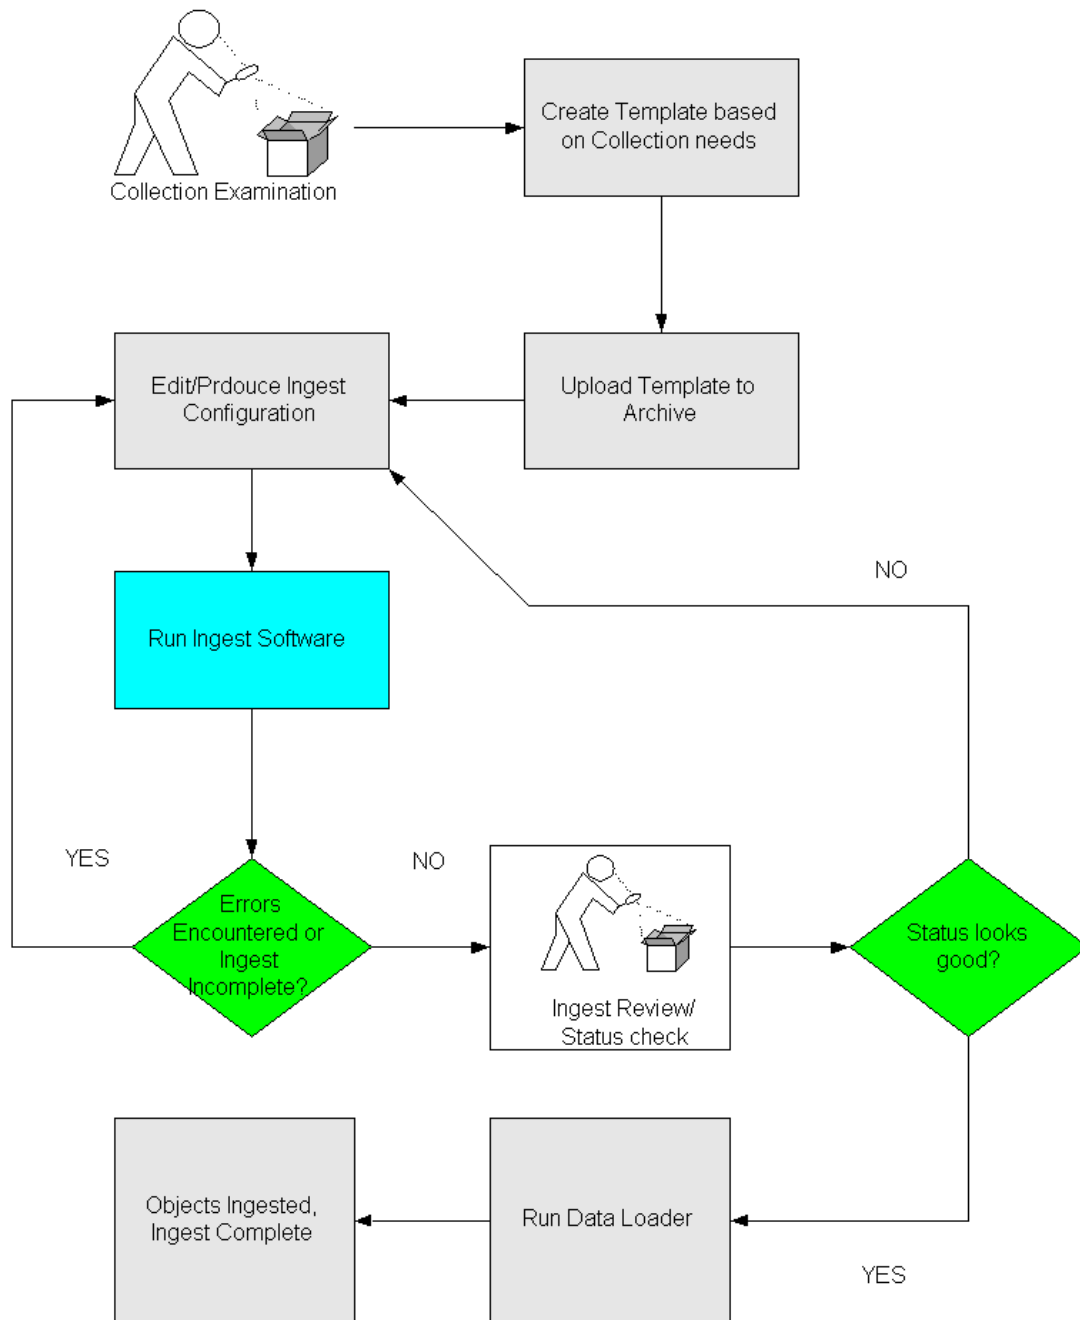 Collection Examination
Create Template based
on Collection needs
Edit/Prdouce Ingest
Configuration
Upload Template to
Archive
NO
Run Ingest Software
YES
NO
Errors
Encountered or
Ingest
Incomplete?
Ingest Review/
Status check
Status looks
good?
Objects Ingested,
Ingest Complete
Run Data Loader
YES